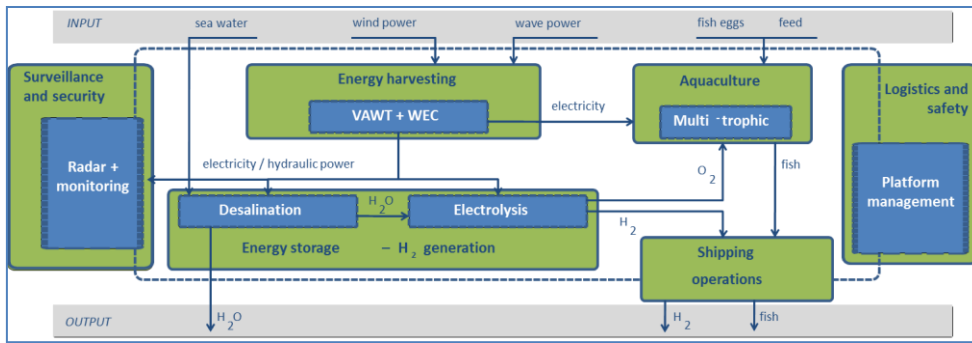 INPUT
sea water
wind power
wave power
fish eggs
feed
Surveillance
and security
Energy harvesting
Aquaculture
Logistics and
safety
VAWT + WEC
electricity
Multi -trophic
Radar +
monitoring
electricity / hydraulic power
O2
fish
Platform
management
Desalination
H2O
Electrolysis
H2
Energy storage – H2 generation
Shipping
operations
OUTPUT
H2O
H2
fish